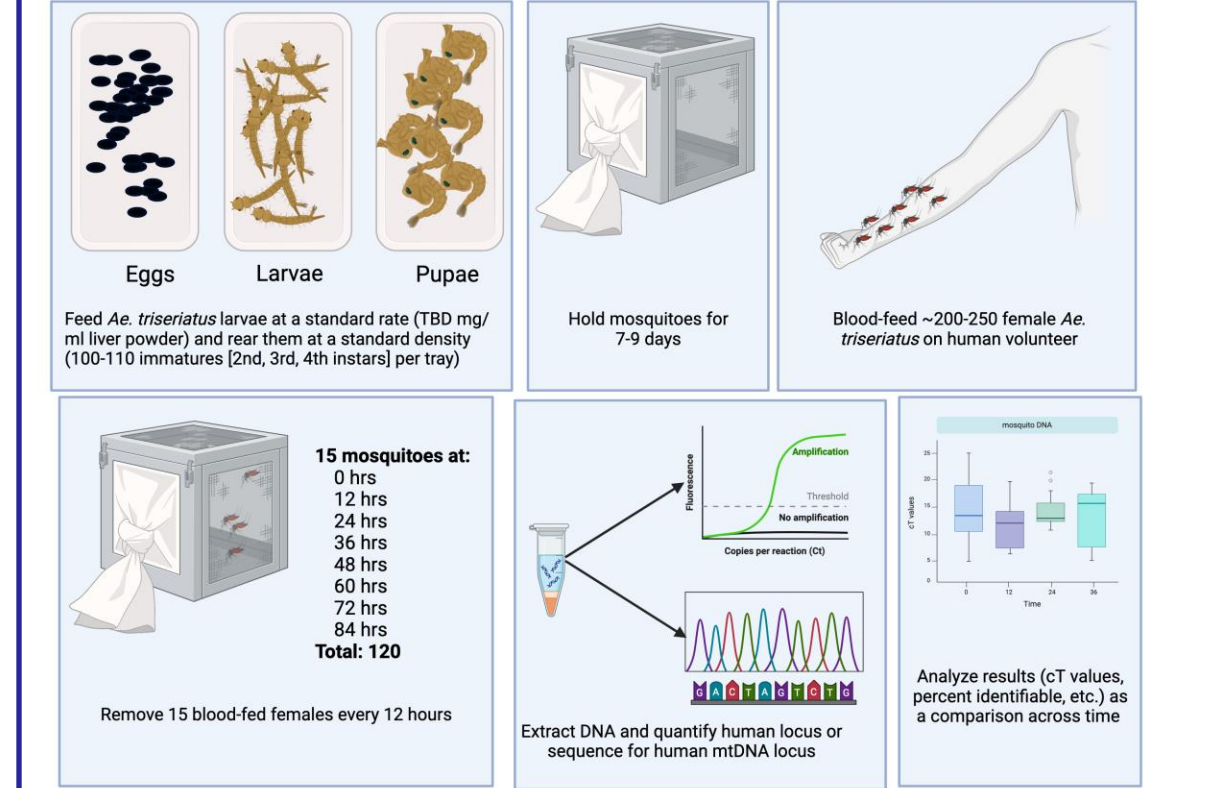 Eggs
Larvae
Pupae
Feed Ae. triseriatus larvae at a standard rate (TBD mg/
ml liver powder) and rear them at a standard density
(100-110 immatures [2nd, 3rd, 4th instars] per tray)
Hold mosquitoes for
7-9 days
Blood-feed ~200-250 female Ae.
triseriatus on human volunteer
15 mosquitoes at:
0 hrs
12 hrs
24 hrs
36 hrs
48 hrs
60 hrs
72 hrs
84 hrs
Total: 120
Remove 15 blood-fed females every 12 hours
Fluorescence
Amplification
Threshold
No amplification
Copies per reaction (Ct)
G A C T A G T C T G
Extract DNA and quantify human locus or
sequence for human mtDNA locus
mosquito DNA
cT values
25
20
15
10
5
0
0 12 24 36
Time
Analyze results (cT values,
percent identifiable, etc.) as
a comparison across time